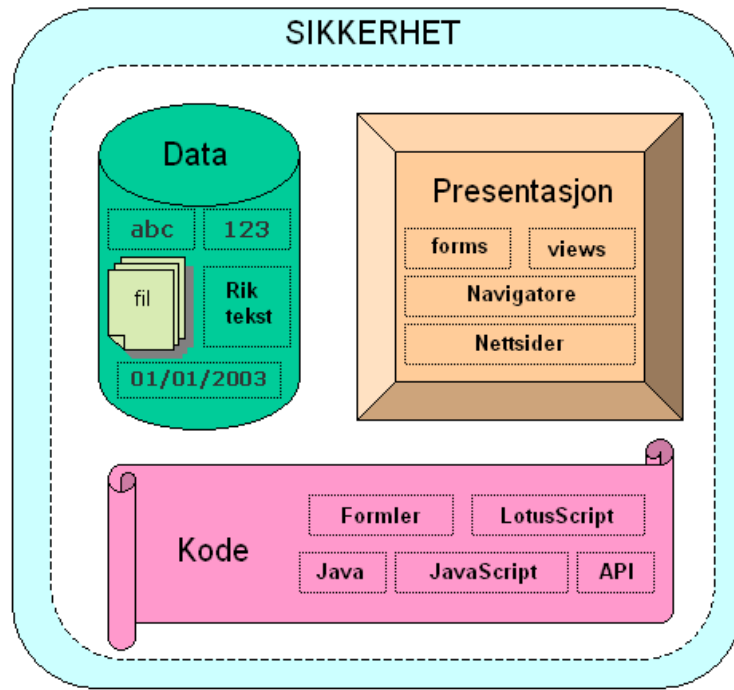 SIKKERHET
Data
abc
123
fil
Rik
tekst
01/01/2003
Presentasjon
forms
views
Navigatore
Nettsider
Kode
Formler
LotusScript
Java
JavaScript
API